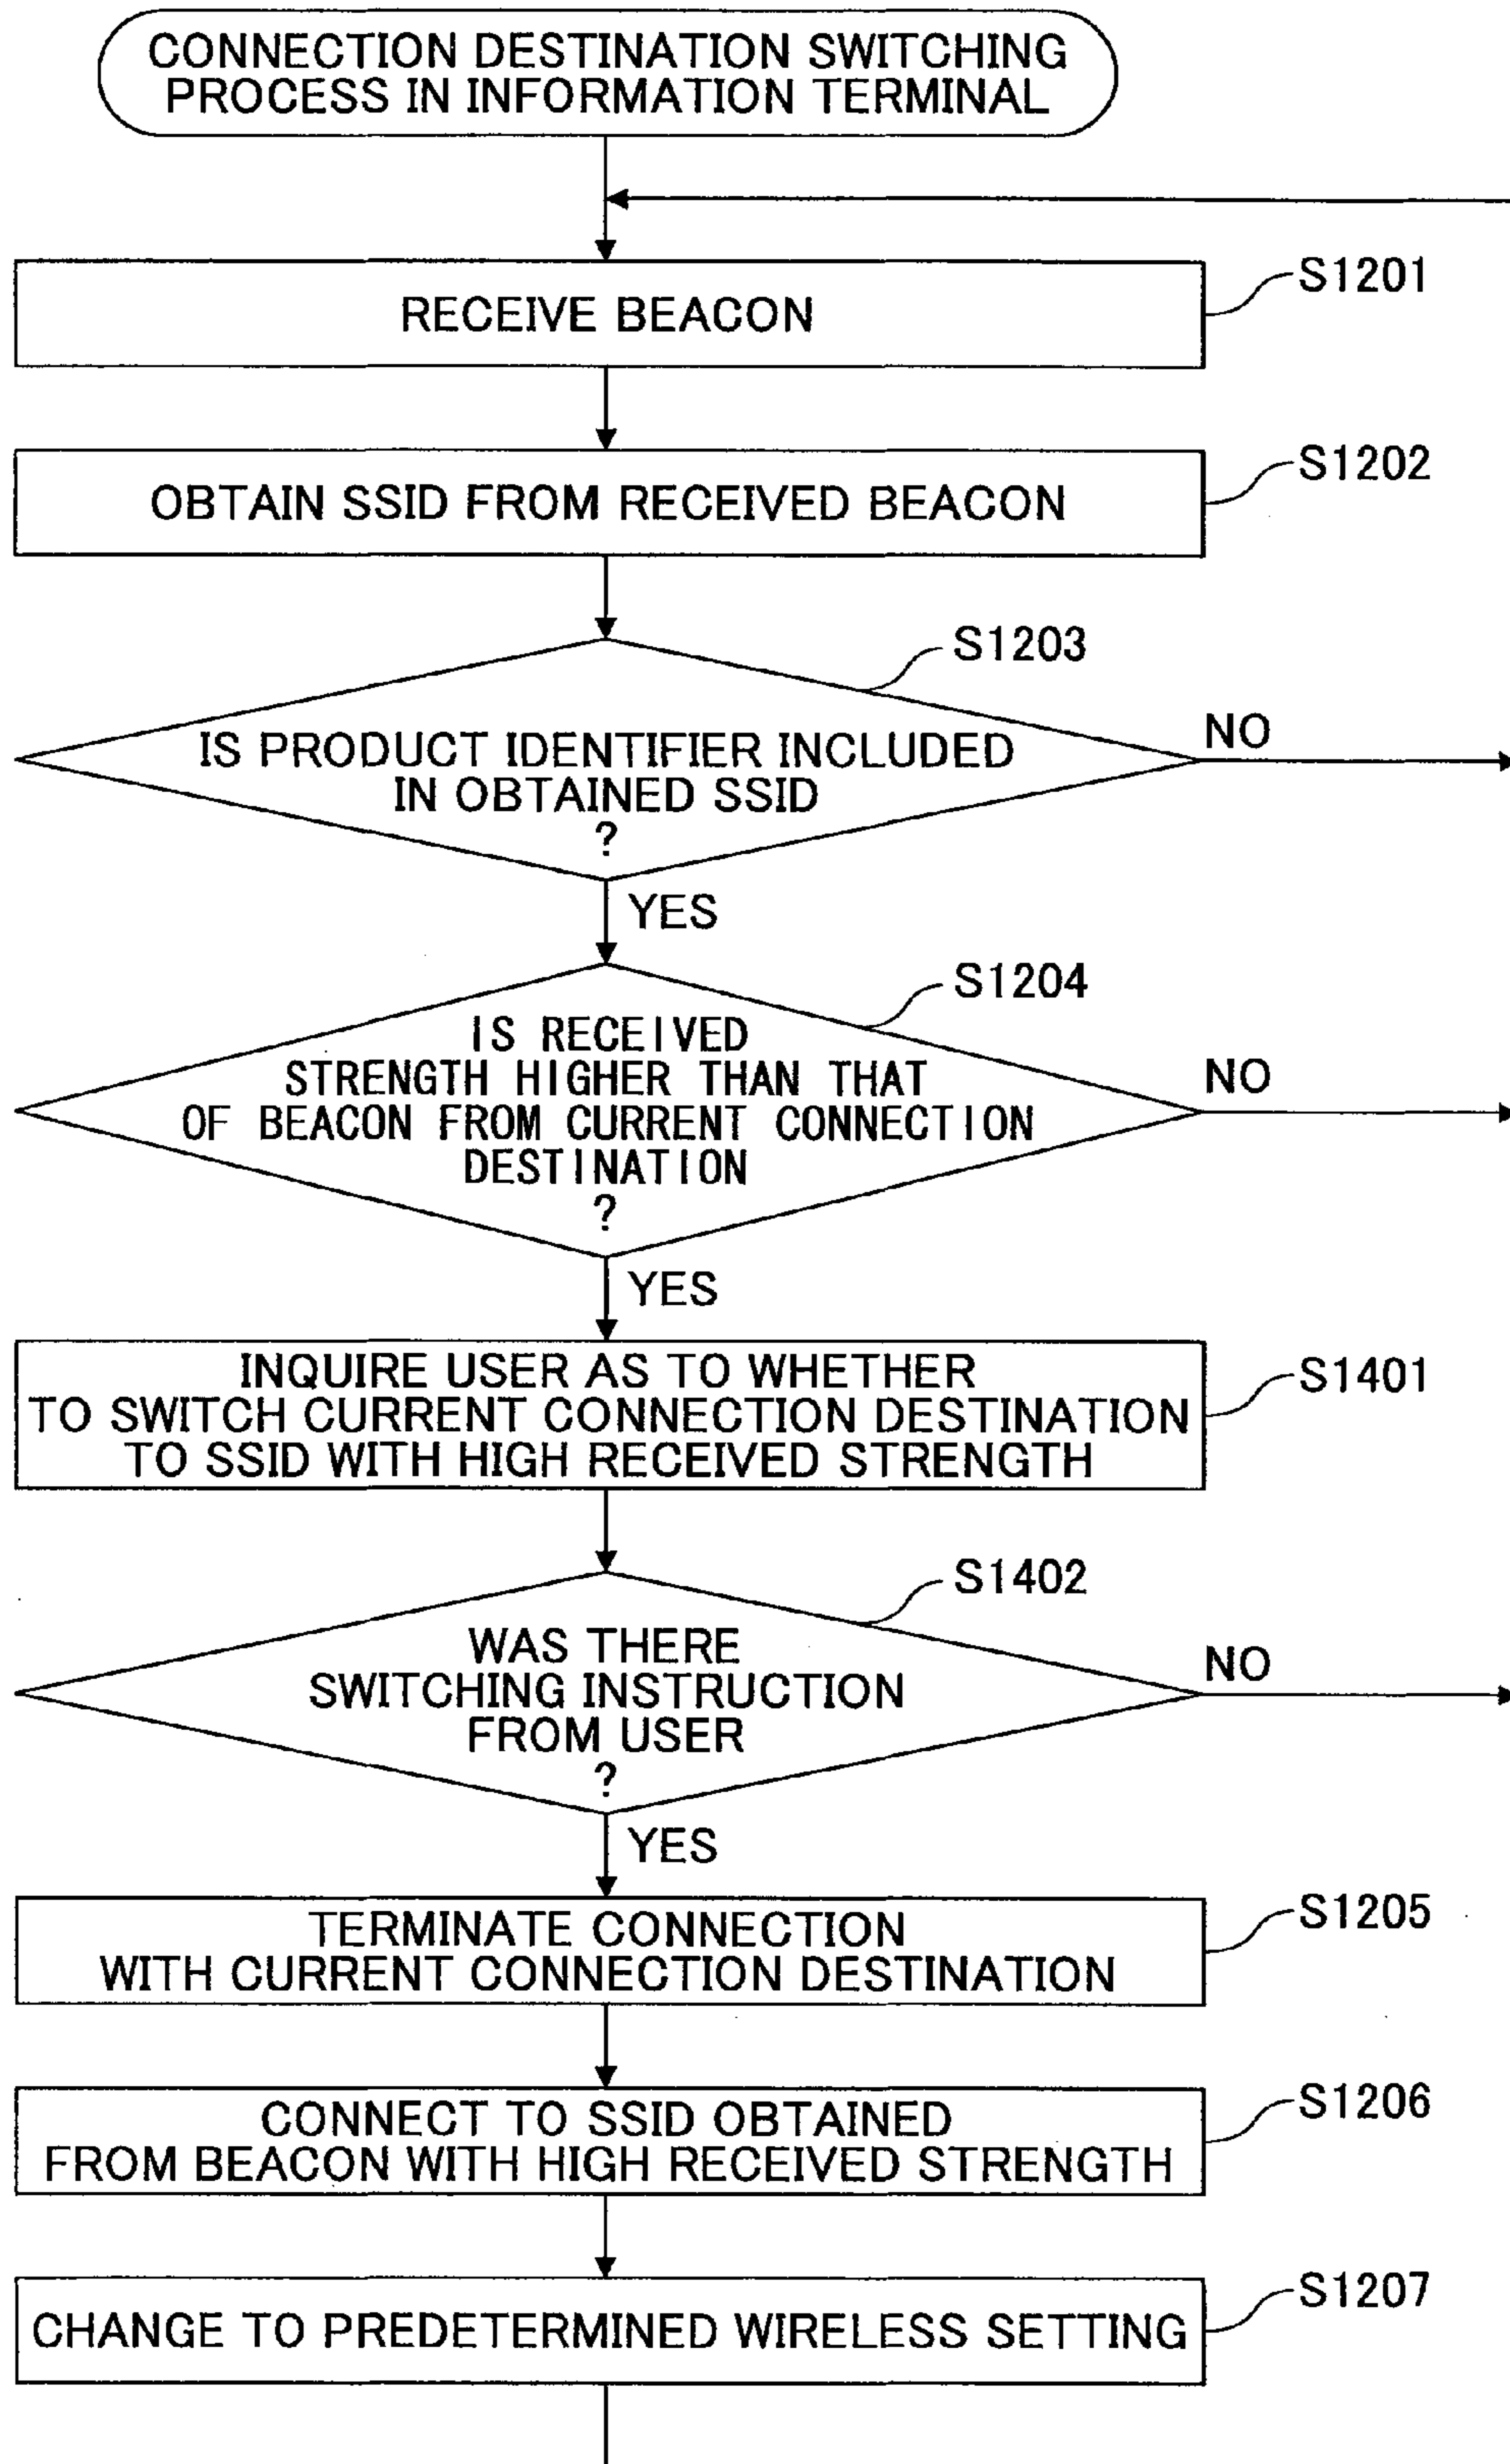 CONNECTION DESTINATION SWITCHING
PROCESS IN INFORMATION TERMINAL
RECEIVE BEACON
S1201
OBTAIN SSID FROM RECEIVED BEACON
S1202
S1203
IS PRODUCT IDENTIFIER INCLUDED
IN OBTAINED SSID
?
NO
YES
S1204
IS RECEIVED
STRENGTH HIGHER THAN THAT
OF BEACON FROM CURRENT CONNECTION
DESTINATION
?
NO
YES
INQUIRE USER AS TO WHETHER
TO SWITCH CURRENT CONNECTION DESTINATION
TO SSID WITH HIGH RECEIVED STRENGTH
S1401
S1402
WAS THERE
SWITCHING INSTRUCTION
FROM USER
?
NO
YES
TERMINATE CONNECTION
WITH CURRENT CONNECTION DESTINATION
S1205
CONNECT TO SSID OBTAINED
FROM BEACON WITH HIGH RECEIVED STRENGTH
S1206
CHANGE TO PREDETERMINED WIRELESS SETTING
S1207